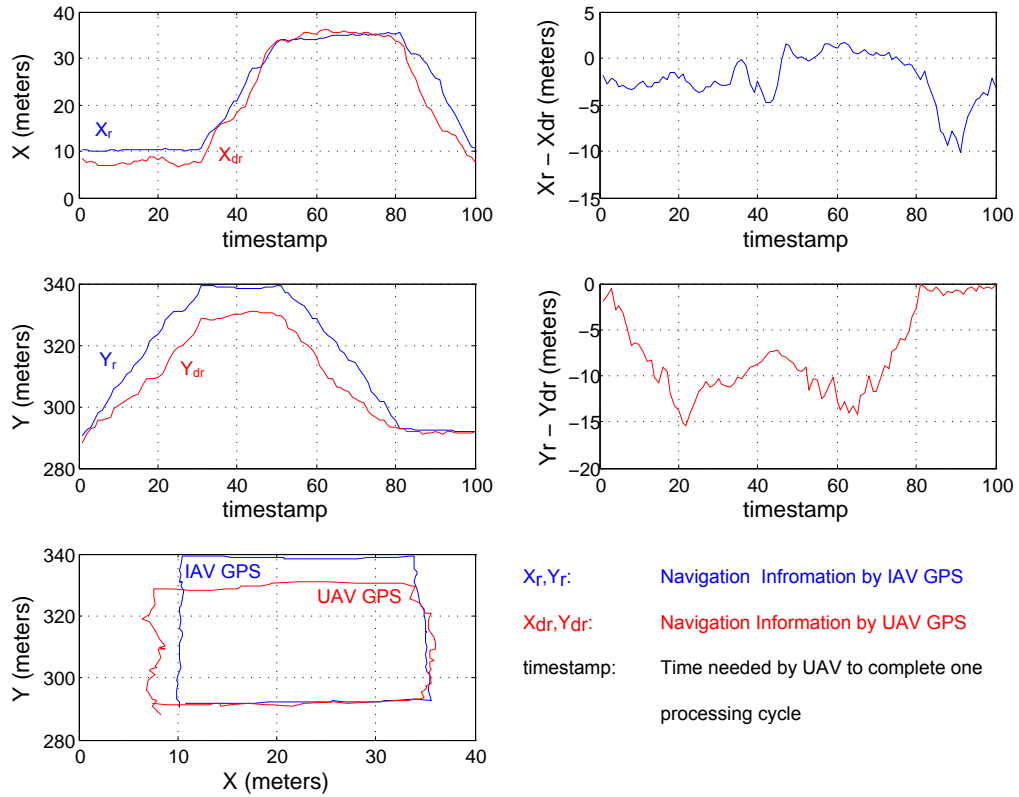 40
30
20
10
0
X (meters)
Xr
Xdr
0 20 40 60 80 100
timestamp
5
0
−5
−10
−15
Xr − Xdr (meters)
0 20 40 60 80 100
timestamp
340
320
300
280
Y (meters)
Yr
Ydr
0 20 40 60 80 100
timestamp
0
−5
−10
−15
−20
Yr − Ydr (meters)
0 20 40 60 80 100
timestamp
340
320
300
280
Y (meters)
IAV GPS
UAV GPS
0 10 20 30 40
X (meters)
Xr,Yr: Navigation Infromation by IAV GPS
Xdr,Ydr: Navigation Information by UAV GPS
timestamp: Time needed by UAV to complete one
processing cycle